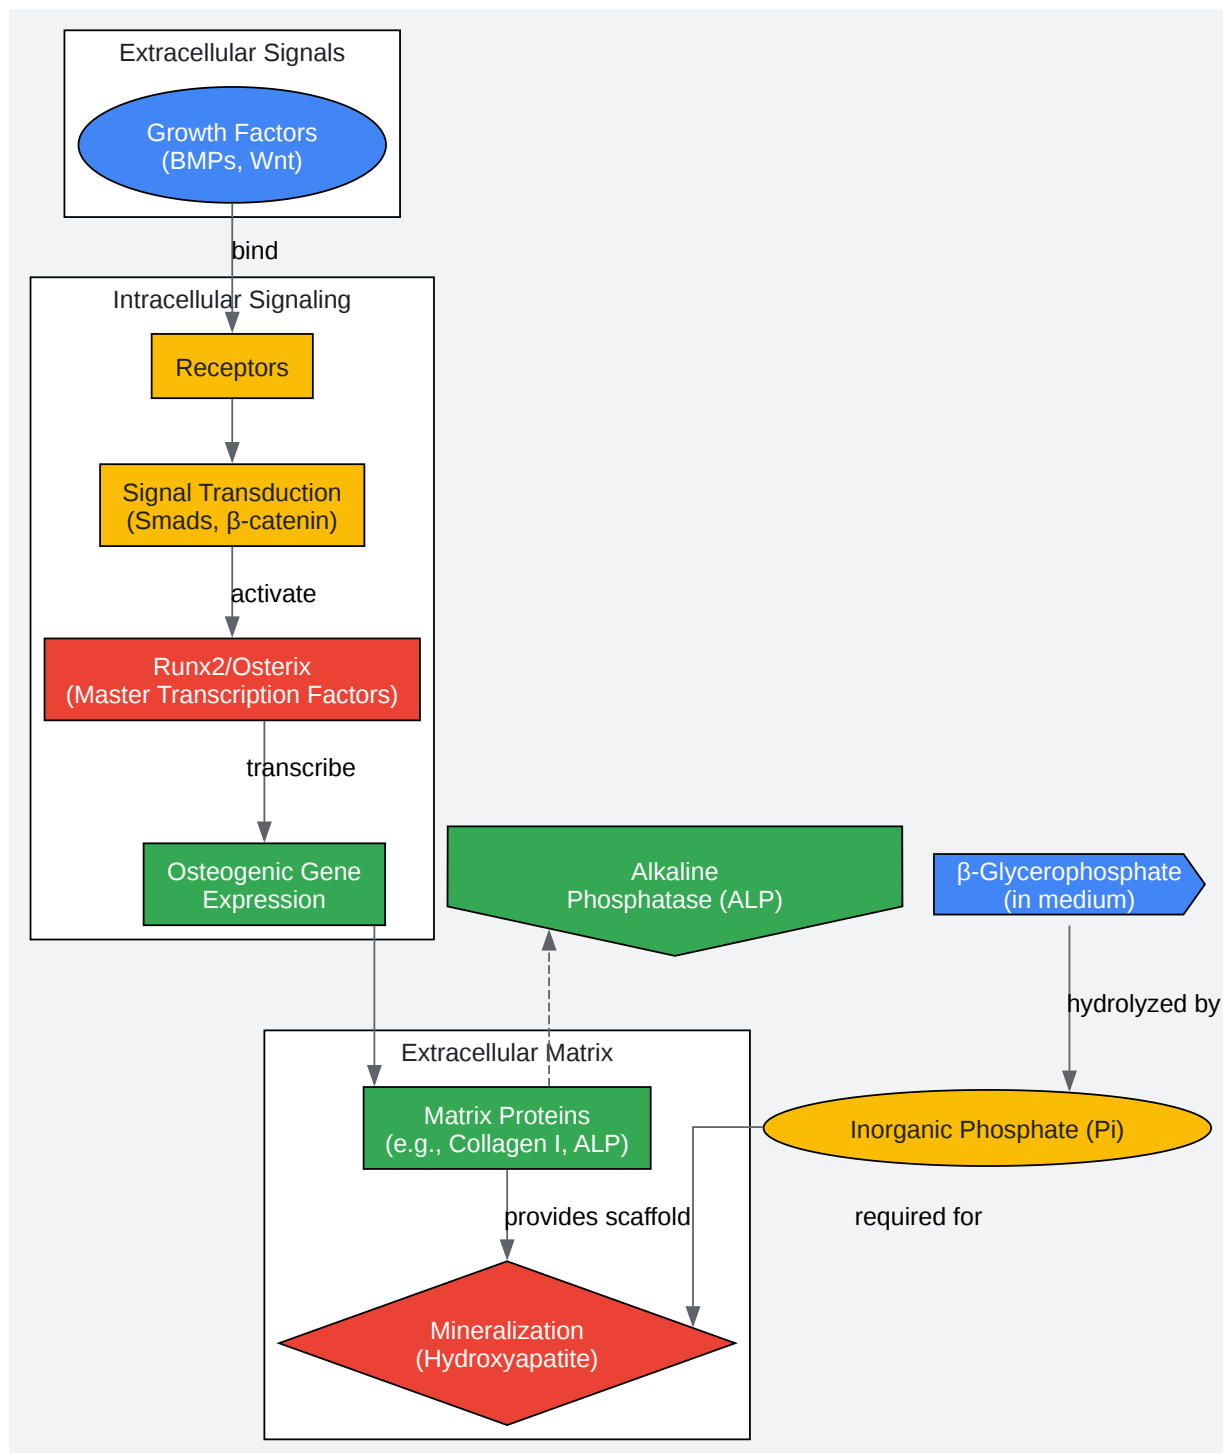 Extracellular Signals
Growth Factors
(BMPs, Wnt)
bind
Intracellular Signaling
Receptors
Signal Transduction
(Smads, β-catenin)
activate
Runx2/Osterix
(Master Transcription Factors)
transcribe
Osteogenic Gene
Expression
Alkaline
Phosphatase (ALP)
β-Glycerophosphate
(in medium)
hydrolyzed by
Extracellular Matrix
Matrix Proteins
(e.g., Collagen I, ALP)
Inorganic Phosphate (Pi)
provides scaffold
required for
Mineralization
(Hydroxyapatite)